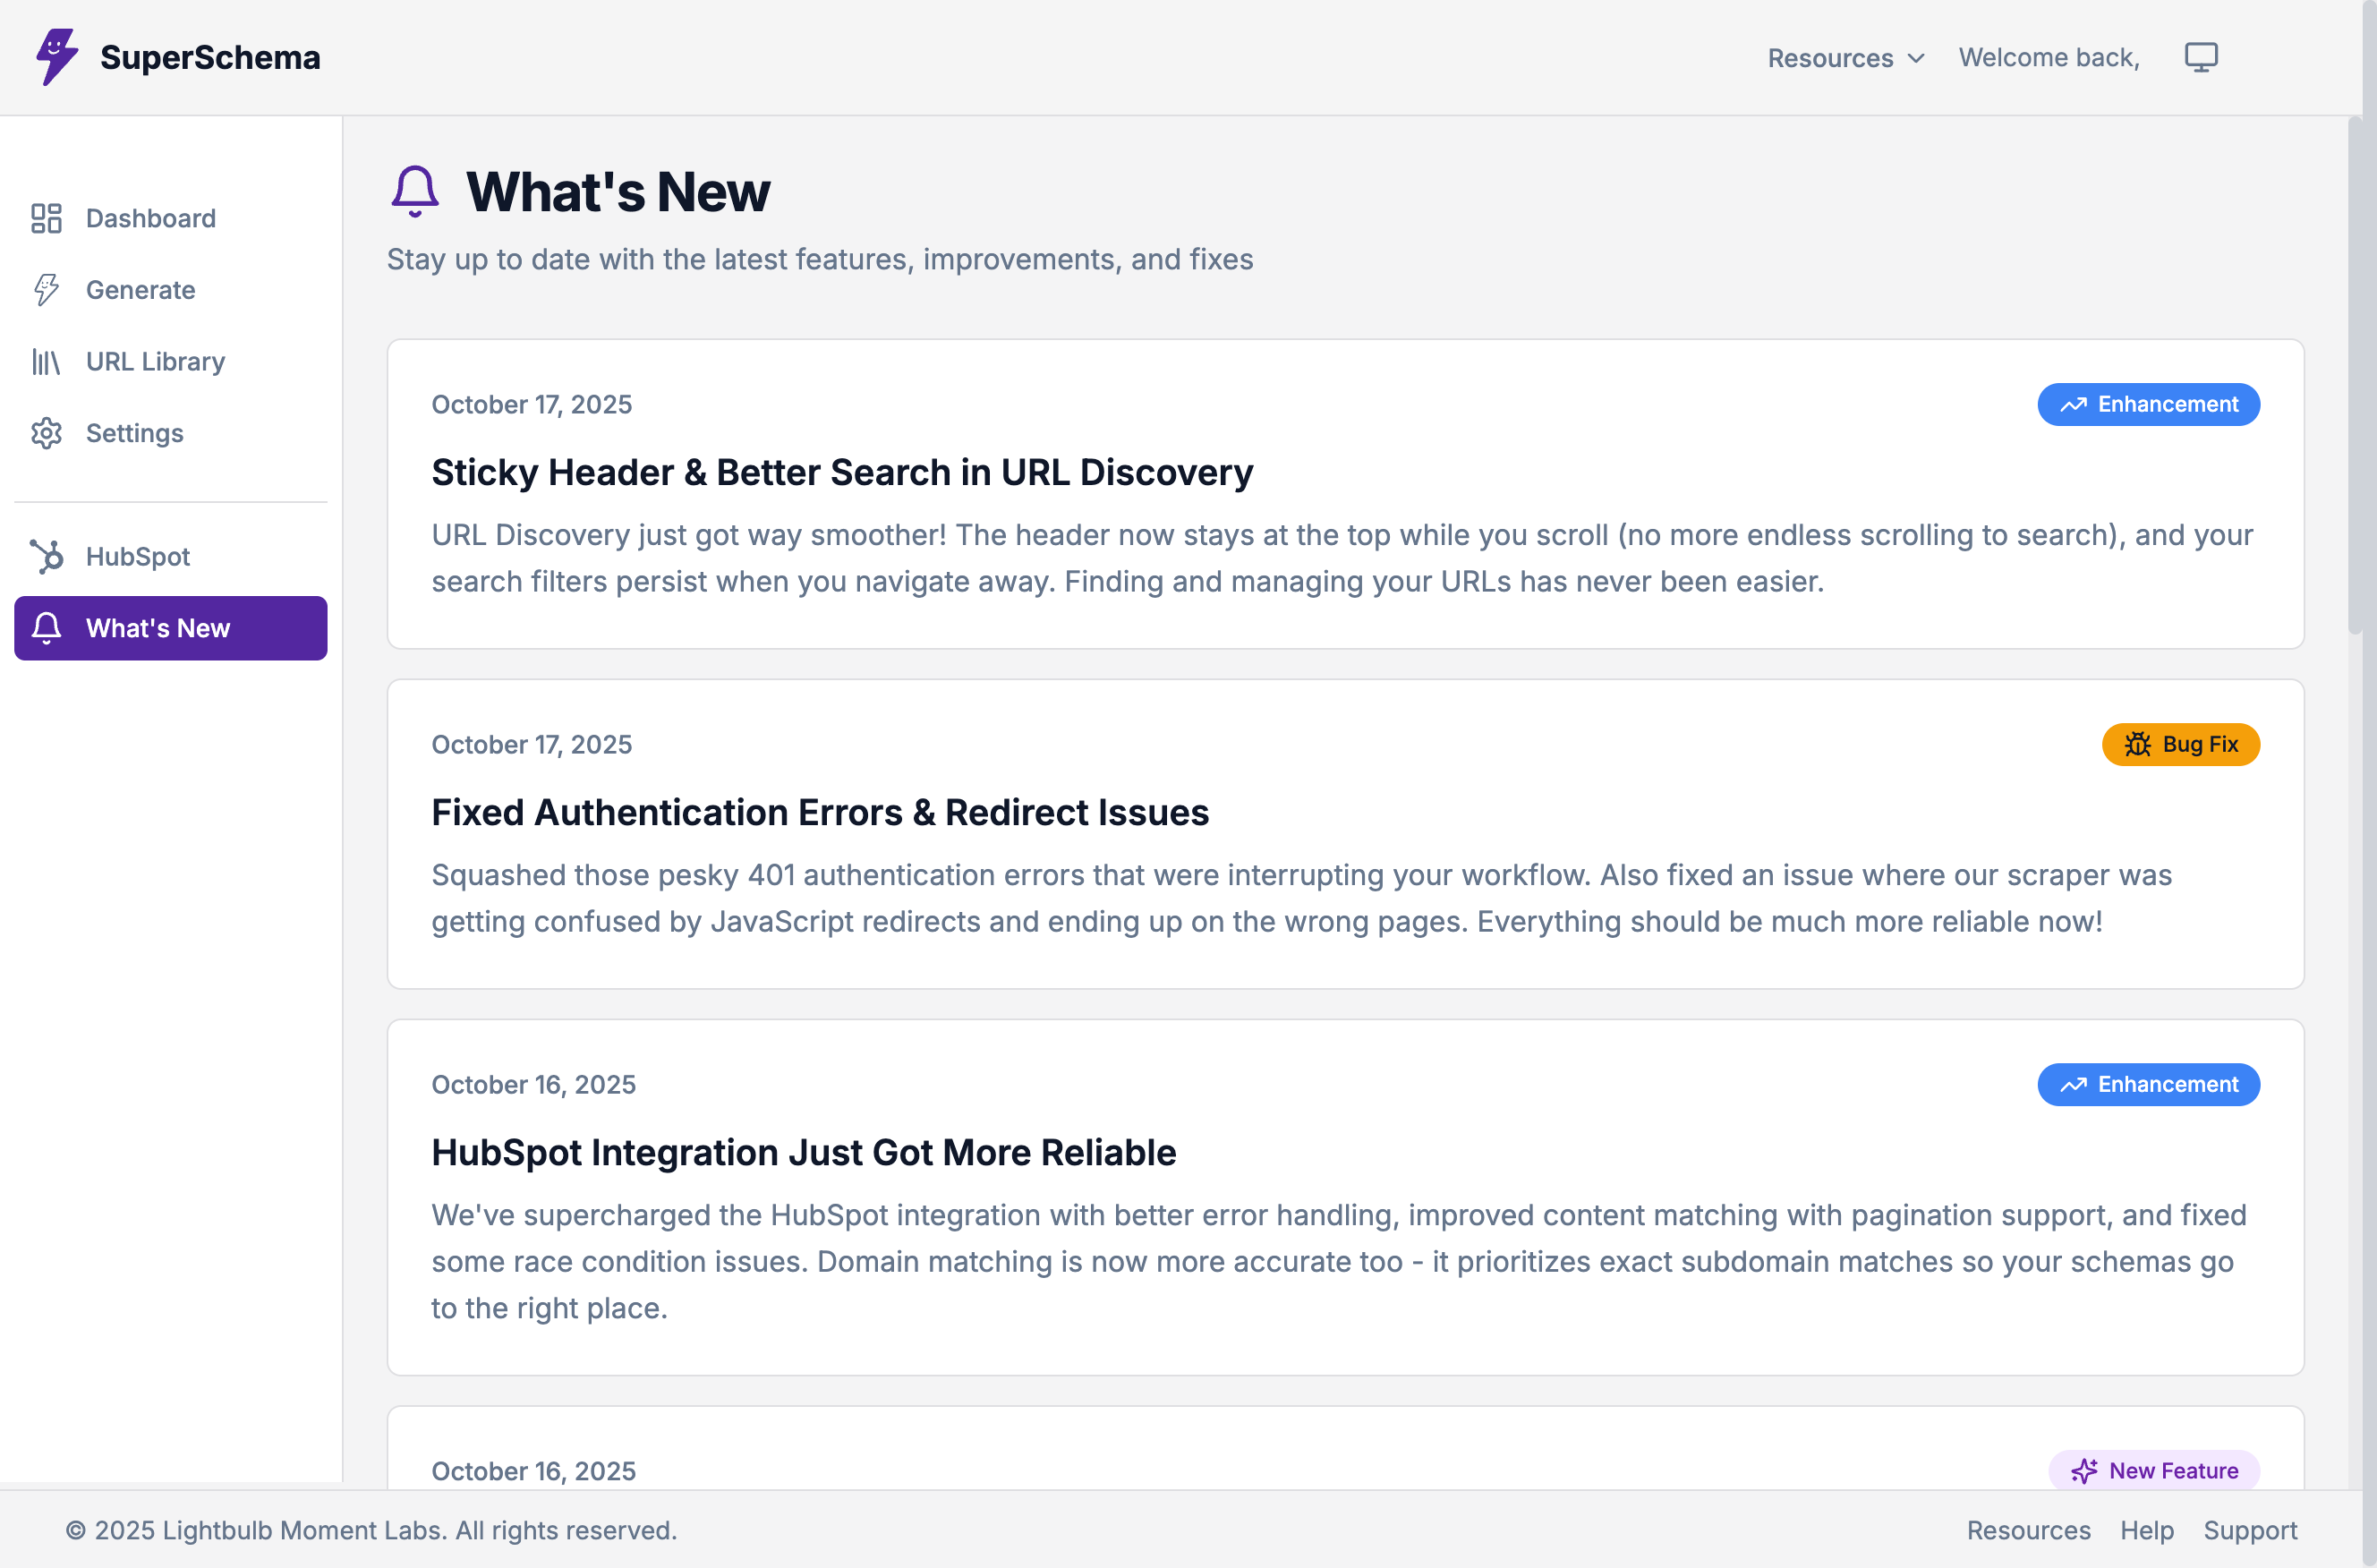 SuperSchema
Resources
Welcome back,
Dashboard
Generate
URL Library
Settings
HubSpot
What's New
What's New
Stay up to date with the latest features, improvements, and fixes
October 17, 2025
Enhancement
Sticky Header & Better Search in URL Discovery
URL Discovery just got way smoother! The header now stays at the top while you scroll (no more endless scrolling to search), and your
search filters persist when you navigate away. Finding and managing your URLs has never been easier.
October 17, 2025
Bug Fix
Fixed Authentication Errors & Redirect Issues
Squashed those pesky 401 authentication errors that were interrupting your workflow. Also fixed an issue where our scraper was
getting confused by JavaScript redirects and ending up on the wrong pages. Everything should be much more reliable now!
October 16, 2025
Enhancement
HubSpot Integration Just Got More Reliable
We've supercharged the HubSpot integration with better error handling, improved content matching with pagination support, and fixed
some race condition issues. Domain matching is now more accurate too - it prioritizes exact subdomain matches so your schemas go
to the right place.
October 16, 2025
New Feature
© 2025 Lightbulb Moment Labs. All rights reserved.
Resources
Help
Support